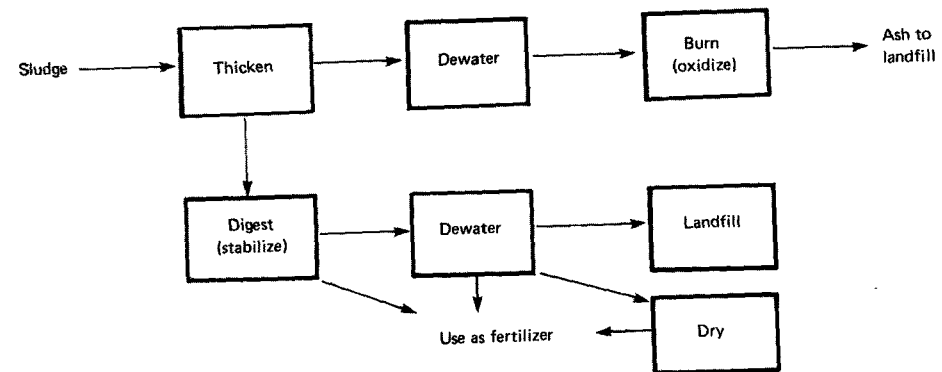 Sludge
Thicken
Dewater
Burn
(oxidize)
Ash to
landfill
Digest
(stabilize)
Dewater
Landfill
Use as fertilizer
Dry